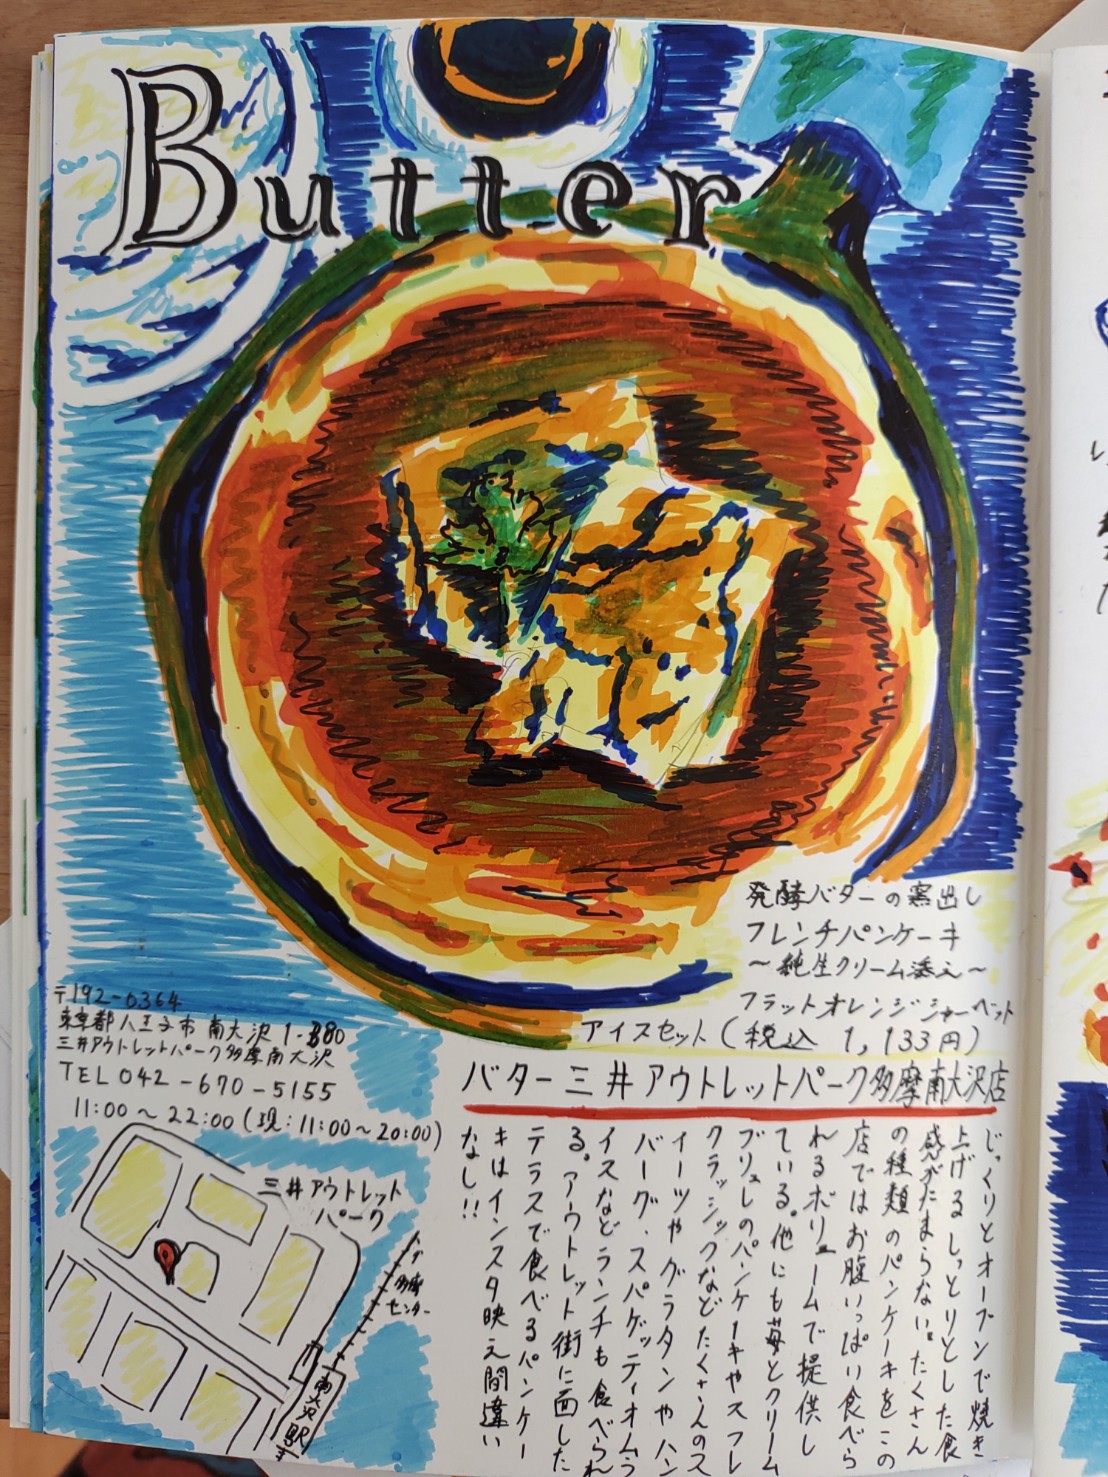 Butter
発酵バターの窯出し
フレンチパンケーキ
～純生クリーム添え～
フラットオレンジシャーベット
アイスセット(税込 1,133円)
〒192-0364
東京都八王子市南大沢1-380
三井アウトレットパーク多摩南大沢
TEL 042-670-5155
11:00～22:00(現:11:00～20:00)
バター三井アウトレットパーク多摩南大沢店
じっくりとオーブンで焼き
上げるしっとりとした食
感がたまらない。たくさん
の種類のパンケーキをこの
店ではお腹いっぱい食べら
れるボリュームで提供し
ている。他にも苺とクリーム
ブリュレのパンケーキやスフレ
クラッシックなどたくさんのス
イーツやグラタンやハン
バーグ、スパゲッティオムラ
イスなどランチも食べられ
る。アウトレット街に面した
テラスで食べるパンケー
キはインスタ映え間違い
なし!!
三井アウトレット
パーク
多摩
センター
南大沢駅